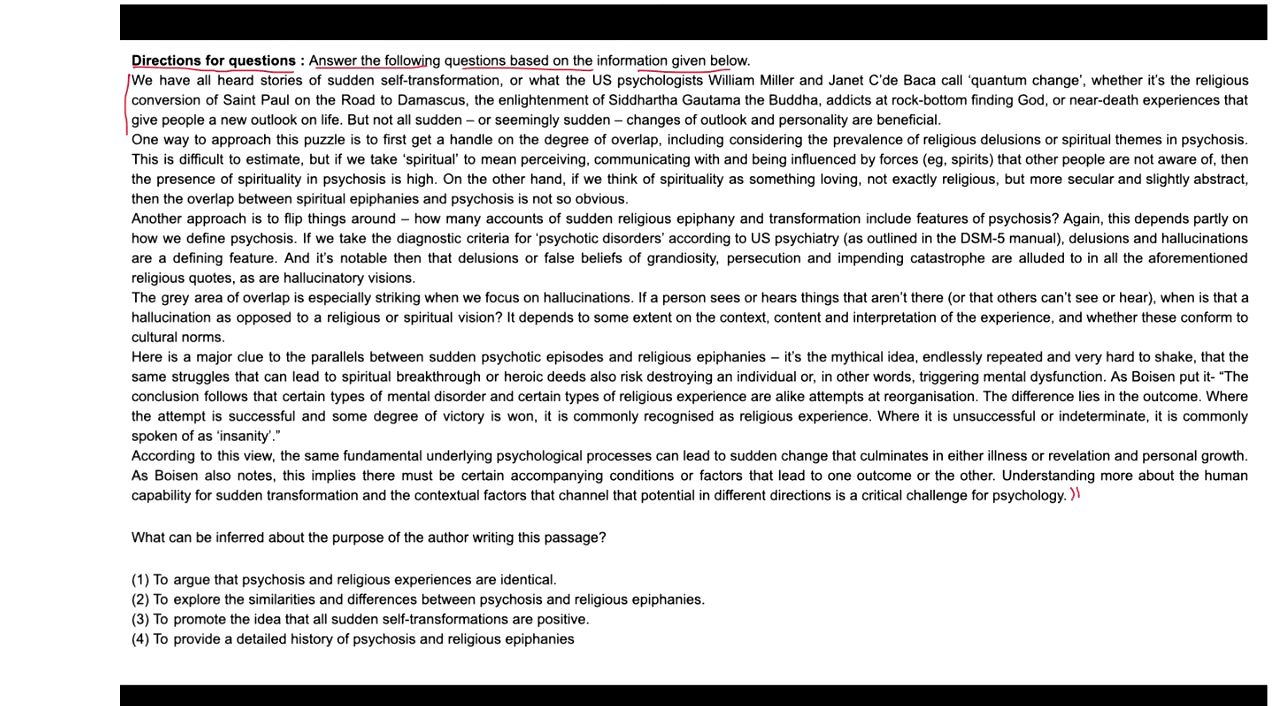 Directions for questions : Answer the following questions based on the information given below.
We have all heard stories of sudden self-transformation, or what the US psychologists William Miller and Janet C'de Baca call 'quantum change', whether it's the religious
conversion of Saint Paul on the Road to Damascus, the enlightenment of Siddhartha Gautama the Buddha, addicts at rock-bottom finding God, or near-death experiences that
give people a new outlook on life. But not all sudden – or seemingly sudden – changes of outlook and personality are beneficial.
One way to approach this puzzle is to first get a handle on the degree of overlap, including considering the prevalence of religious delusions or spiritual themes in psychosis.
This is difficult to estimate, but if we take 'spiritual' to mean perceiving, communicating with and being influenced by forces (eg, spirits) that other people are not aware of, then
the presence of spirituality in psychosis is high. On the other hand, if we think of spirituality as something loving, not exactly religious, but more secular and slightly abstract,
then the overlap between spiritual epiphanies and psychosis is not so obvious.
Another approach is to flip things around – how many accounts of sudden religious epiphany and transformation include features of psychosis? Again, this depends partly on
how we define psychosis. If we take the diagnostic criteria for 'psychotic disorders' according to US psychiatry (as outlined in the DSM-5 manual), delusions and hallucinations
are a defining feature. And it's notable then that delusions or false beliefs of grandiosity, persecution and impending catastrophe are alluded to in all the aforementioned
religious quotes, as are hallucinatory visions.
The grey area of overlap is especially striking when we focus on hallucinations. If a person sees or hears things that aren't there (or that others can't see or hear), when is that a
hallucination as opposed to a religious or spiritual vision? It depends to some extent on the context, content and interpretation of the experience, and whether these conform to
cultural norms.
Here is a major clue to the parallels between sudden psychotic episodes and religious epiphanies – it's the mythical idea, endlessly repeated and very hard to shake, that the
same struggles that can lead to spiritual breakthrough or heroic deeds also risk destroying an individual or, in other words, triggering mental dysfunction. As Boisen put it- "The
conclusion follows that certain types of mental disorder and certain types of religious experience are alike attempts at reorganisation. The difference lies in the outcome. Where
the attempt is successful and some degree of victory is won, it is commonly recognised as religious experience. Where it is unsuccessful or indeterminate, it is commonly
spoken of as 'insanity'."
According to this view, the same fundamental underlying psychological processes can lead to sudden change that culminates in either illness or revelation and personal growth.
As Boisen also notes, this implies there must be certain accompanying conditions or factors that lead to one outcome or the other. Understanding more about the human
capability for sudden transformation and the contextual factors that channel that potential in different directions is a critical challenge for psychology.
What can be inferred about the purpose of the author writing this passage?
(1) To argue that psychosis and religious experiences are identical.
(2) To explore the similarities and differences between psychosis and religious epiphanies.
(3) To promote the idea that all sudden self-transformations are positive.
(4) To provide a detailed history of psychosis and religious epiphanies